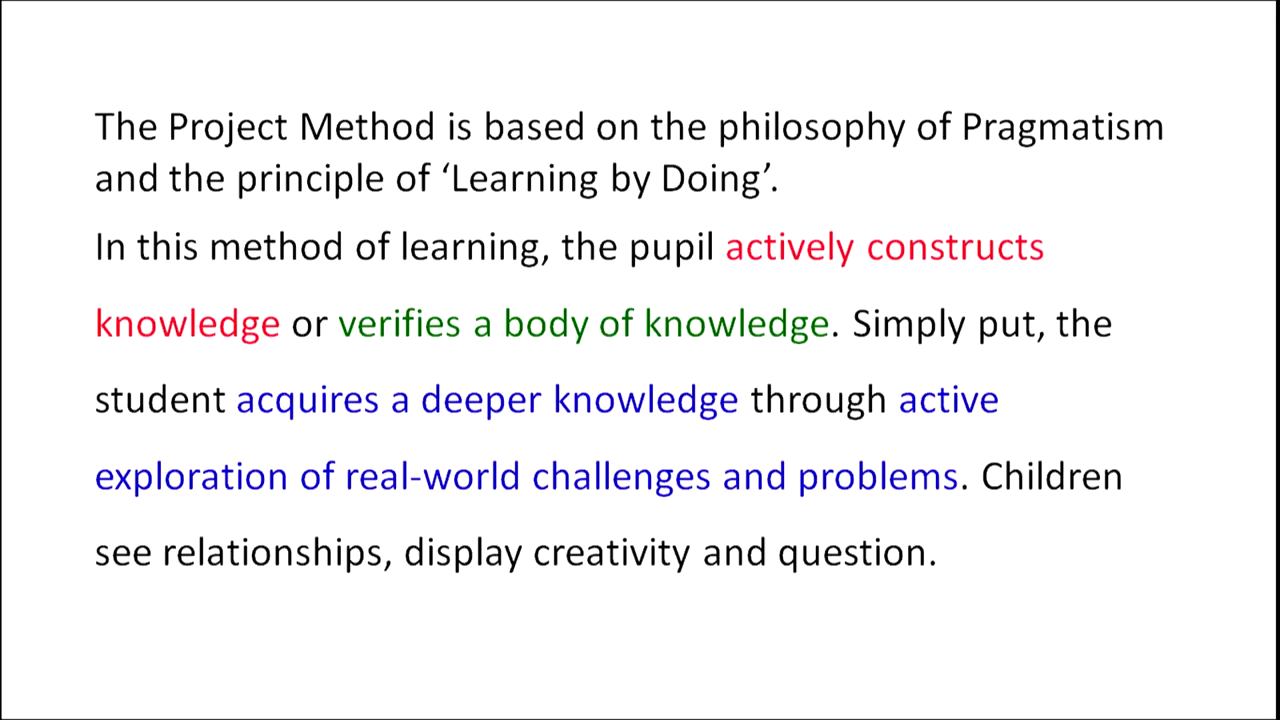 The Project Method is based on the philosophy of Pragmatism
and the principle of ‘Learning by Doing’.
In this method of learning, the pupil actively constructs
knowledge or verifies a body of knowledge. Simply put, the
student acquires a deeper knowledge through active
exploration of real-world challenges and problems. Children
see relationships, display creativity and question.